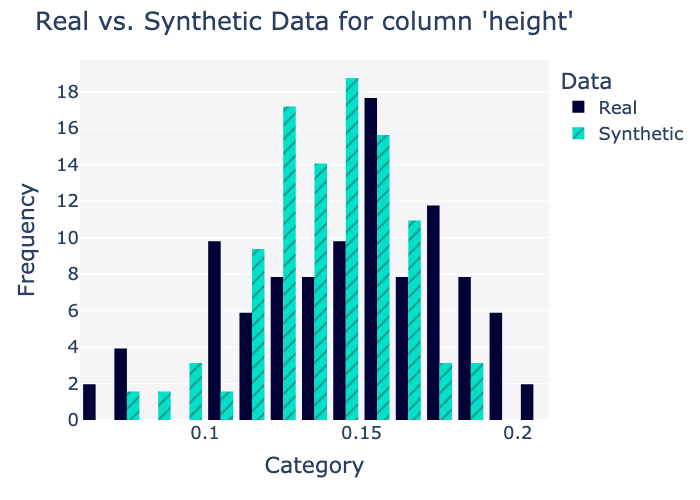 Real vs. Synthetic Data for column 'height'
Data
Real
Synthetic
Frequency
18
16
14
12
10
8
6
4
2
0
0.1 0.15 0.2
Category